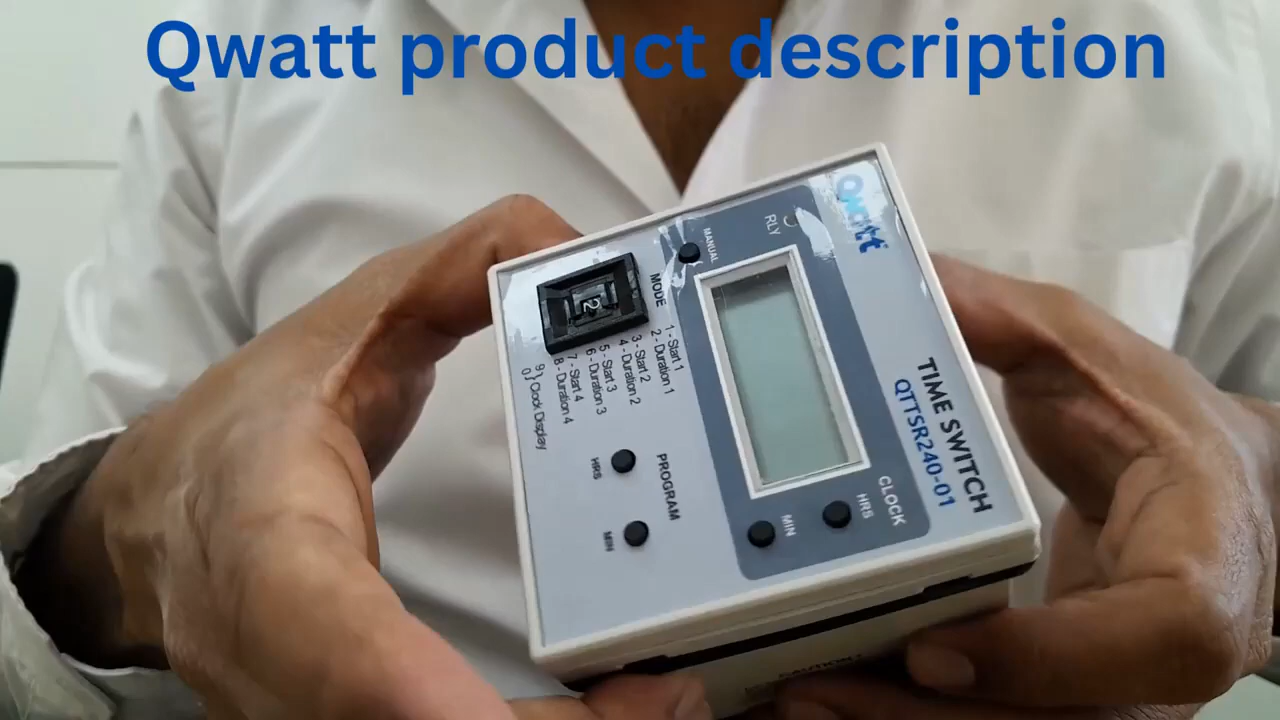 Qwatt product description
Qwatt
RLY
MANUAL
MODE
2
1 - Start 1
2 - Duration 1
3 - Start 2
4 - Duration 2
5 - Start 3
6 - Duration 3
7 - Start 4
8 - Duration 4
9 } Clock Display
0
TIME SWITCH
QTTSR240-01
CLOCK
HRS
MIN
PROGRAM
HRS
MIN
CAUTION